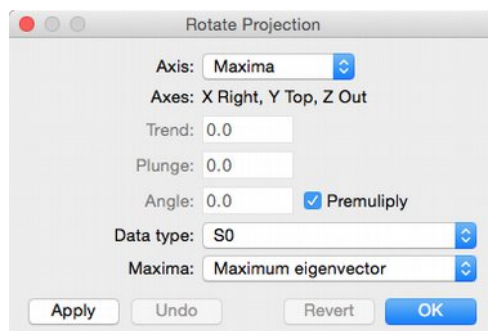 Rotate Projection
Axis: Maxima
Axes: X Right, Y Top, Z Out
Trend: 0.0
Plunge: 0.0
Angle: 0.0 Premuliply
Data type: S0
Maxima: Maximum eigenvector
Apply Undo Revert OK